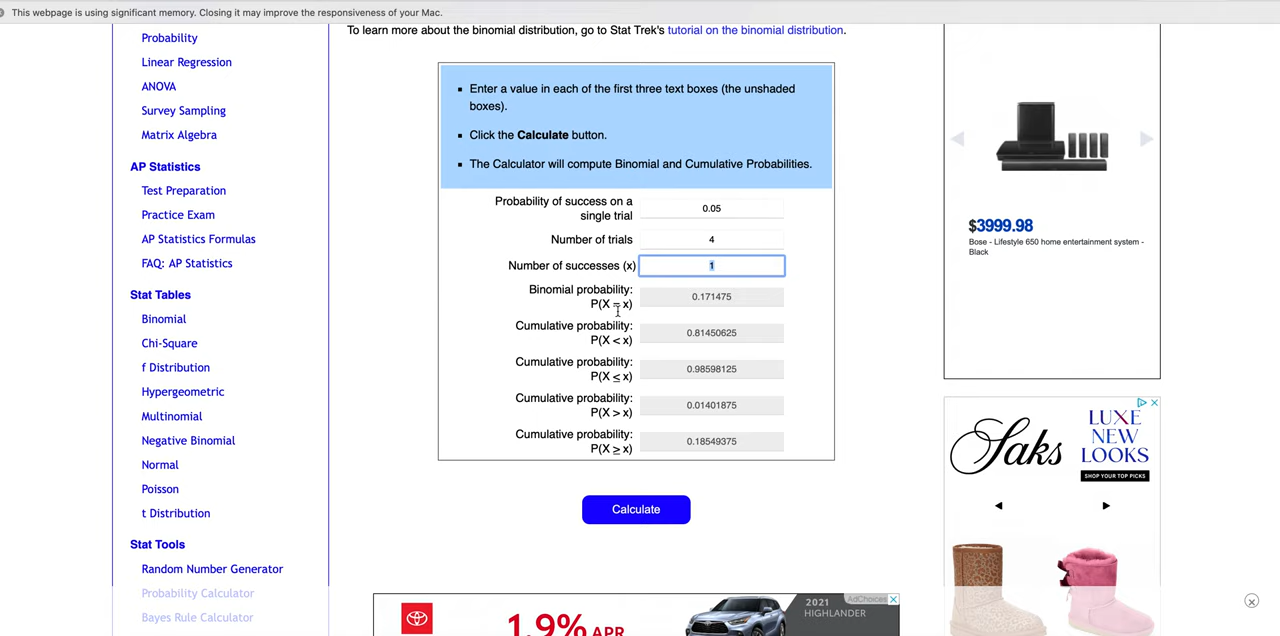 This webpage is using significant memory. Closing it may improve the responsiveness of your Mac.
Probability
Linear Regression
ANOVA
Survey Sampling
Matrix Algebra
AP Statistics
Test Preparation
Practice Exam
AP Statistics Formulas
FAQ: AP Statistics
Stat Tables
Binomial
Chi-Square
f Distribution
Hypergeometric
Multinomial
Negative Binomial
Normal
Poisson
t Distribution
Stat Tools
Random Number Generator
Probability Calculator
Bayes Rule Calculator
To learn more about the binomial distribution, go to Stat Trek's tutorial on the binomial distribution.
Enter a value in each of the first three text boxes (the unshaded
boxes).
Click the Calculate button.
The Calculator will compute Binomial and Cumulative Probabilities.
Probability of success on a
single trial
0.05
Number of trials
4
Number of successes (x)
1
Binomial probability:
P(X = x)
0.171475
Cumulative probability:
P(X < x)
0.81450625
Cumulative probability:
P(X ≤ x)
0.98598125
Cumulative probability:
P(X > x)
0.01401875
Cumulative probability:
P(X ≥ x)
0.18549375
Calculate
1.9% APR
2021
HIGHLANDER
AdChoices
$3999.98
Bose - Lifestyle 650 home entertainment system -
Black
Saks
LUXE
NEW
LOOKS
SHOP YOUR TOP PICKS